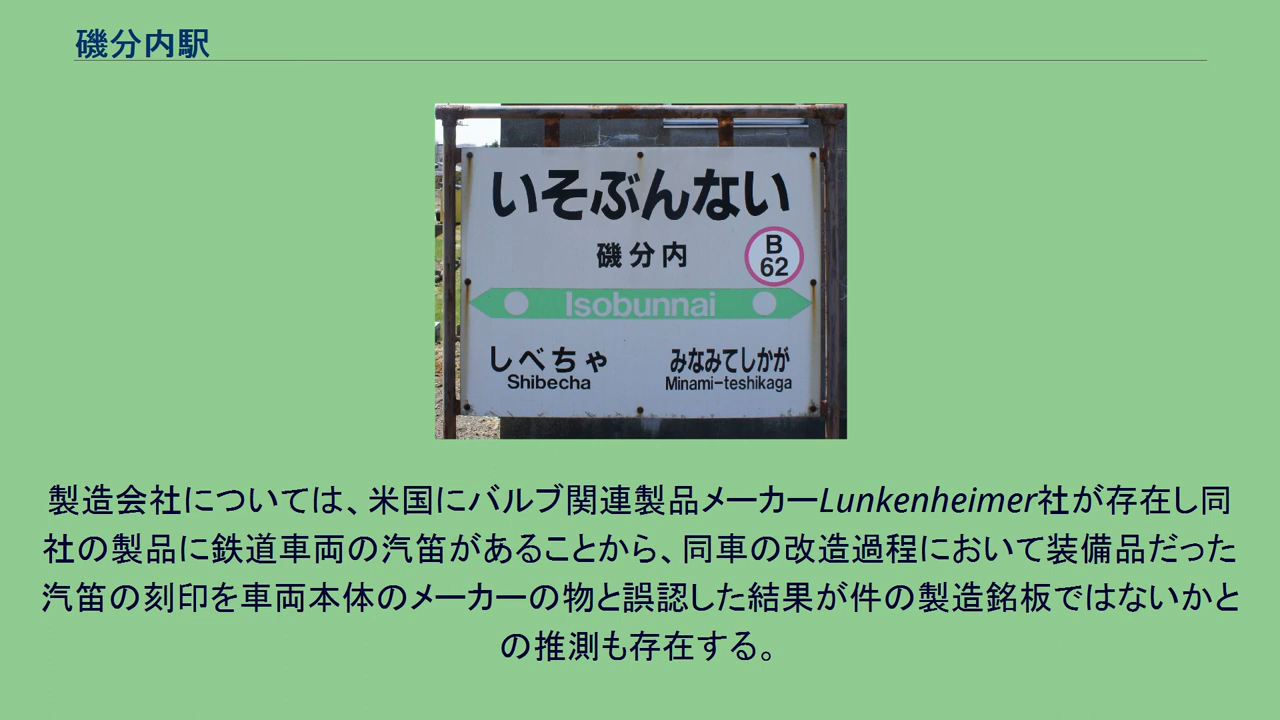 磯分内駅
いそぶんない
磯分内
B
62
Isobunnai
しべちゃ
みなみてしかが
Shibecha
Minami-teshikaga
製造会社については、米国にバルブ関連製品メーカーLunkenheimer社が存在し同
社の製品に鉄道車両の汽笛があることから、同車の改造過程において装備品だった
汽笛の刻印を車両本体のメーカーの物と誤認した結果が件の製造銘板ではないかと
の推測も存在する。